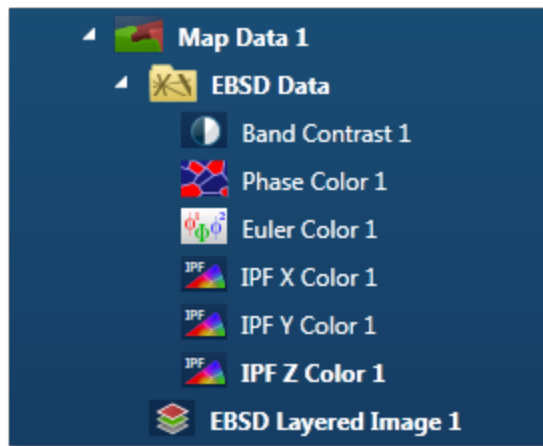 Map Data 1
EBSD Data
Band Contrast 1
Phase Color 1
Euler Color 1
IPF X Color 1
IPF Y Color 1
IPF Z Color 1
EBSD Layered Image 1